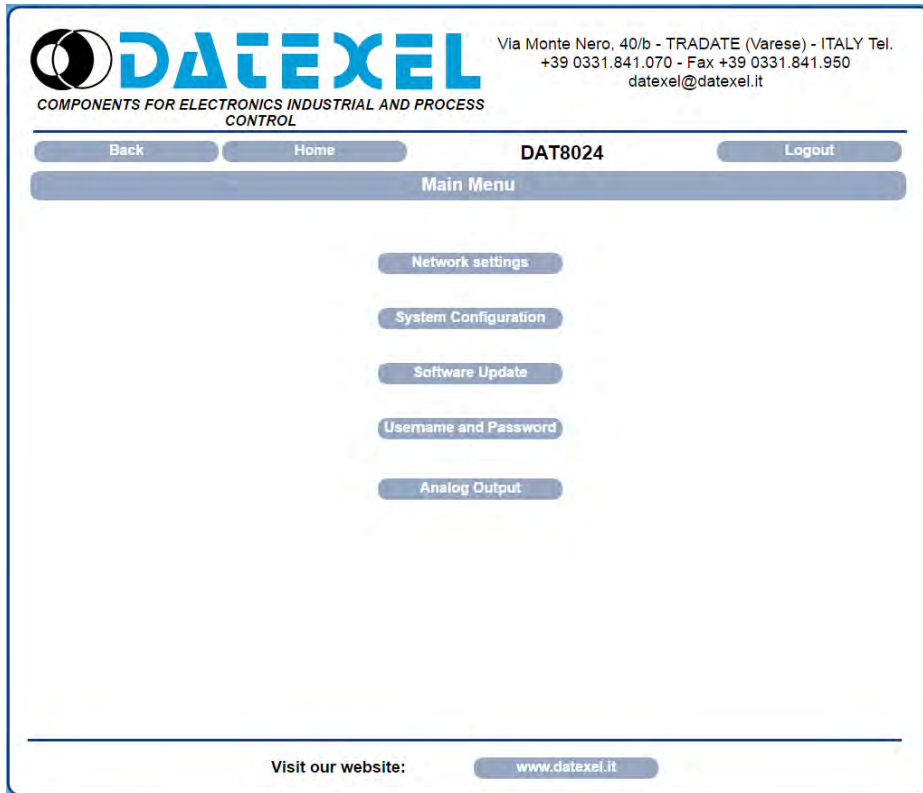 DATEXEL
COMPONENTS FOR ELECTRONICS INDUSTRIAL AND PROCESS
CONTROL
Via Monte Nero, 40/b - TRADATE (Varese) - ITALY Tel.
+39 0331.841.070 - Fax +39 0331.841.950
datexel@datexel.it
Back Home DAT8024 Logout
Main Menu
Network settings
System Configuration
Software Update
Username and Password
Analog Output
Visit our website: www.datexel.it